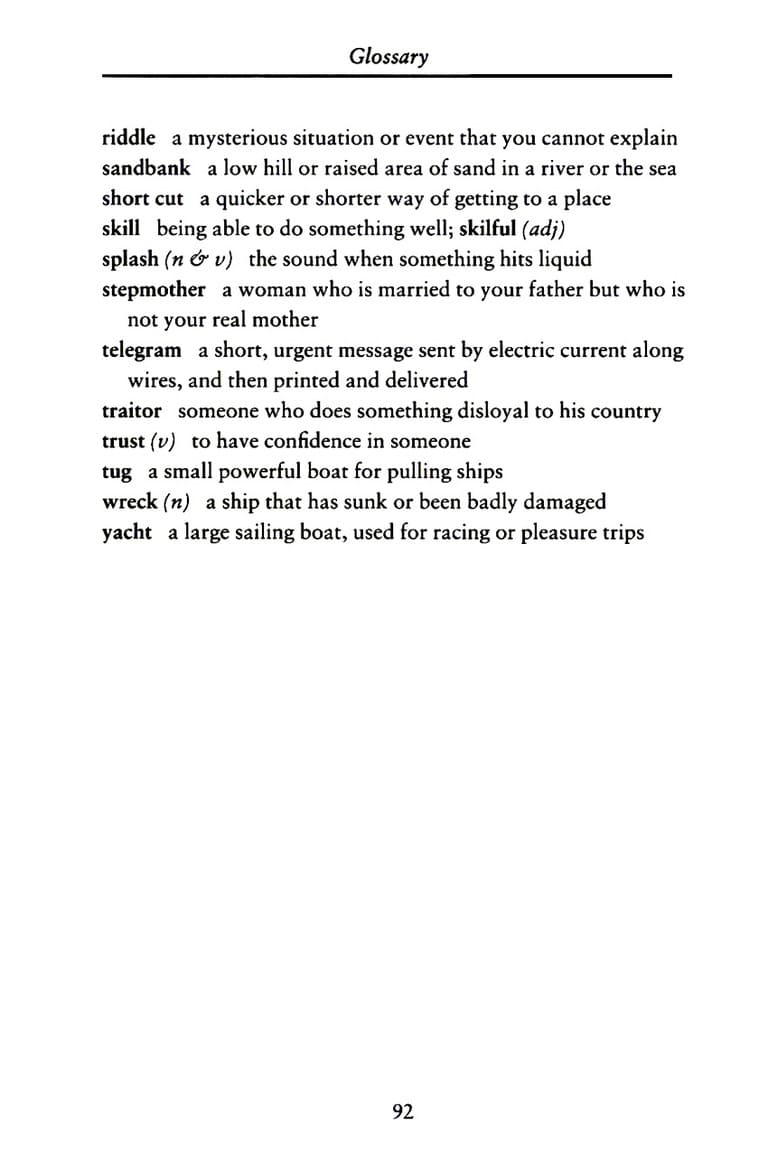 Glossary
riddle a mysterious situation or event that you cannot explain
sandbank a low hill or raised area of sand in a river or the sea
short cut a quicker or shorter way of getting to a place
skill being able to do something well; skilful (adj)
splash (n & v) the sound when something hits liquid
stepmother a woman who is married to your father but who is
not your real mother
telegram a short, urgent message sent by electric current along
wires, and then printed and delivered
traitor someone who does something disloyal to his country
trust (v) to have confidence in someone
tug a small powerful boat for pulling ships
wreck (n) a ship that has sunk or been badly damaged
yacht a large sailing boat, used for racing or pleasure trips
92